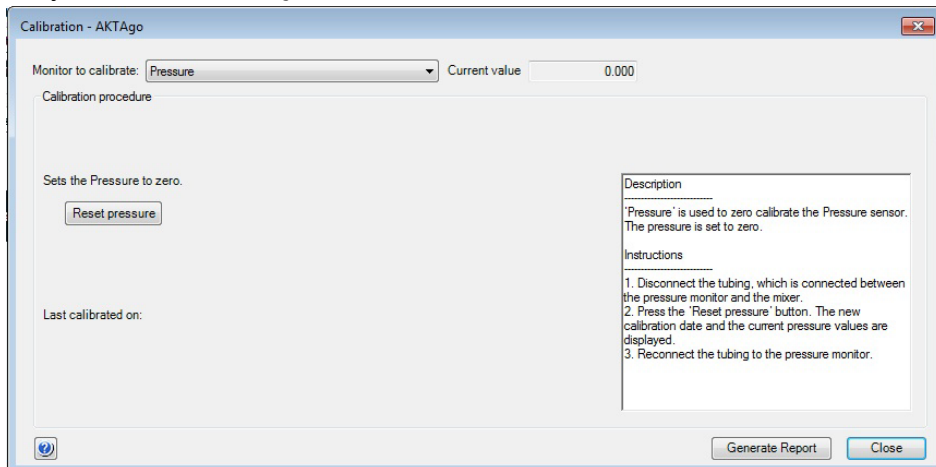 Calibration - AKTAgo
Monitor to calibrate: Pressure Current value 0.000
Calibration procedure
Sets the Pressure to zero.
Reset pressure
Last calibrated on:
Description
---------------------------
'Pressure' is used to zero calibrate the Pressure sensor.
The pressure is set to zero.
Instructions
---------------------------
1. Disconnect the tubing, which is connected between
the pressure monitor and the mixer.
2. Press the 'Reset pressure' button. The new
calibration date and the current pressure values are
displayed.
3. Reconnect the tubing to the pressure monitor.
Generate Report Close